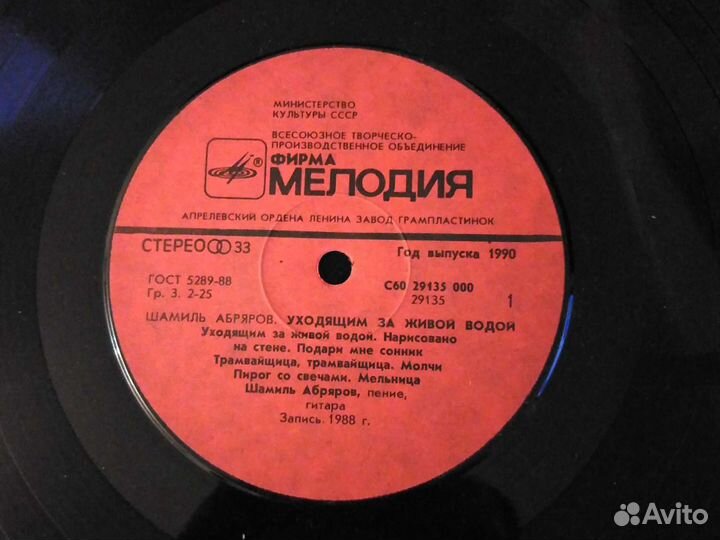 МИНИСТЕРСТВО
КУЛЬТУРЫ СССР
ВСЕСОЮЗНОЕ ТВОРЧЕСКО-
ПРОИЗВОДСТВЕННОЕ ОБЪЕДИНЕНИЕ
® ФИРМА
МЕЛОДИЯ
АПРЕЛЕВСКИЙ ОРДЕНА ЛЕНИНА ЗАВОД ГРАМПЛАСТИНОК
СТЕРЕО 33 Год выпуска 1990
ГОСТ 5289-88 С60 29135 000
Гр. 3. 2-25 29135 1
ШАМИЛЬ АБРЯРОВ. УХОДЯЩИМ ЗА ЖИВОЙ ВОДОЙ
Уходящим за живой водой. Нарисовано
на стене. Подари мне сонник
Трамвайщица, трамвайщица. Молчи
Пирог со свечами. Мельница
Шамиль Абряров, пение,
гитара
Запись 1988 г.
Avito